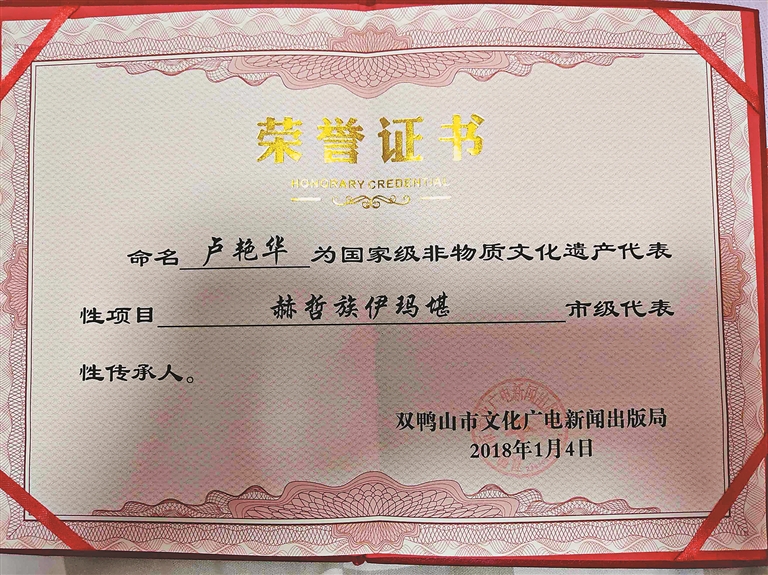 荣誉证书
HONORARY CREDENTIAL
命名卢艳华为国家级非物质文化遗产代表
性项目赫哲族伊玛堪市级代表
性传承人。
双鸭山市文化广电新闻出版局
2018年1月4日